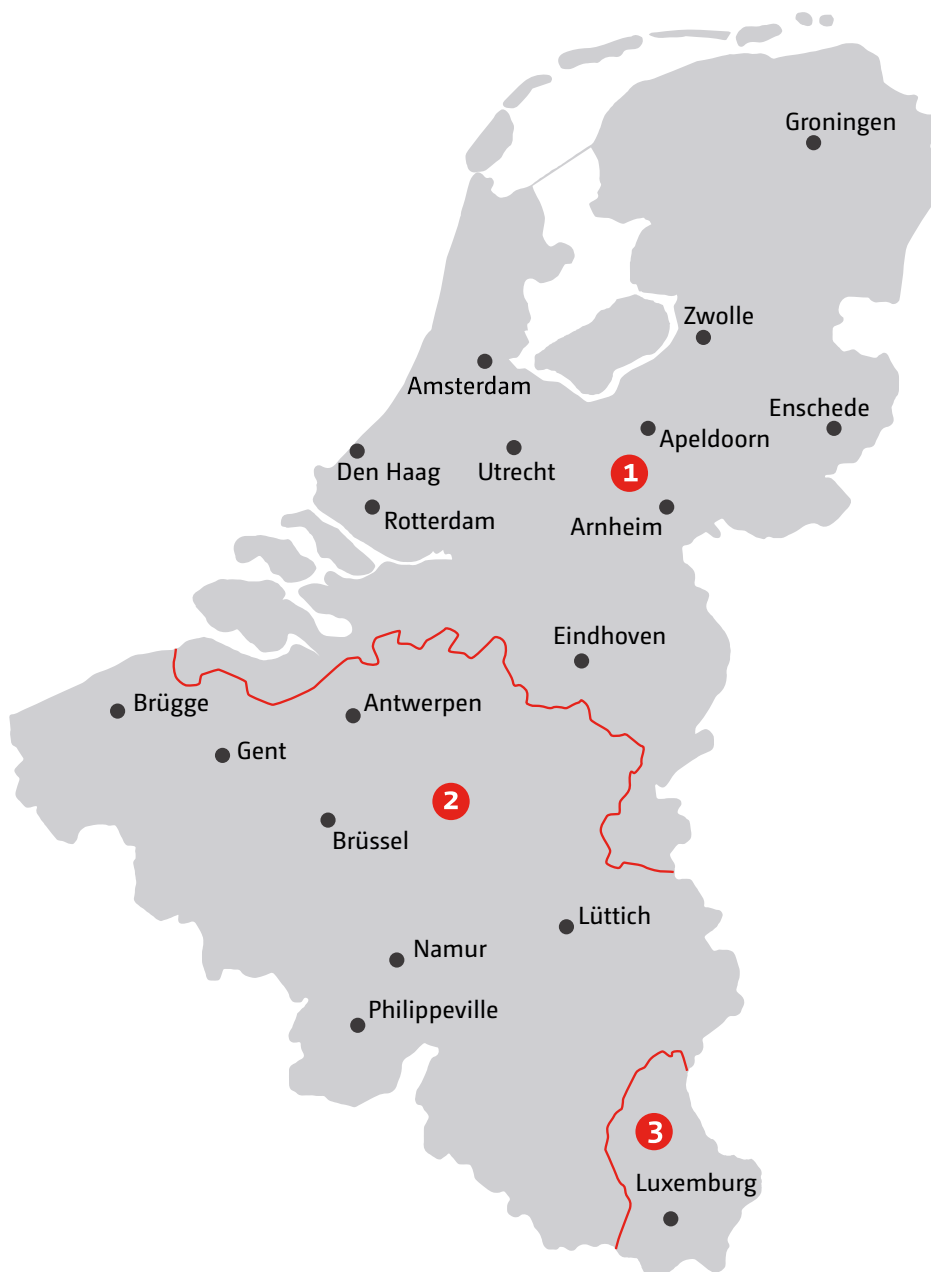 Groningen
Zwolle
Amsterdam
Enschede
Apeldoorn
Den Haag
Utrecht
1
Rotterdam
Arnheim
Eindhoven
Brügge
Antwerpen
Gent
2
Brüssel
Lüttich
Namur
Philippeville
3
Luxemburg